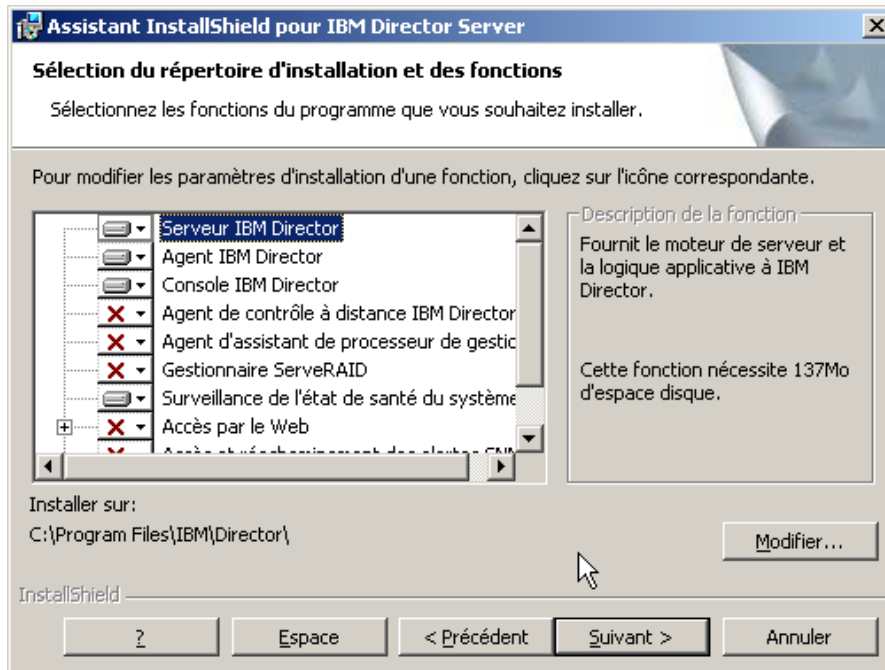 Assistant InstallShield pour IBM Director Server
Sélection du répertoire d'installation et des fonctions
Sélectionnez les fonctions du programme que vous souhaitez installer.
Pour modifier les paramètres d'installation d'une fonction, cliquez sur l'icône correspondante.
Serveur IBM Director
Agent IBM Director
Console IBM Director
Agent de contrôle à distance IBM Director
Agent d'assistant de processeur de gestic
Gestionnaire ServeRAID
Surveillance de l'état de santé du système
Accès par le Web
Description de la fonction
Fournit le moteur de serveur et
la logique applicative à IBM
Director.
Cette fonction nécessite 137Mo
d'espace disque.
Installer sur:
C:\Program Files\IBM\Director\
Modifier...
InstallShield
?
Espace
< Précédent
Suivant >
Annuler